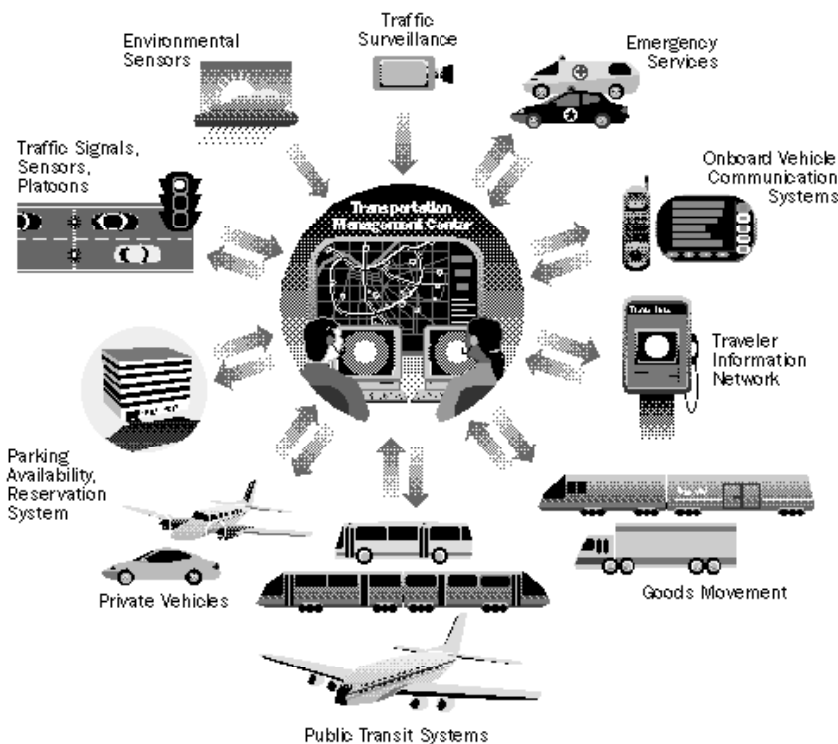 Traffic
Surveillance
Environmental
Sensors
Emergency
Services
Traffic Signals,
Sensors,
Platoons
Onboard Vehicle
Communication
Systems
Transportation
Management Center
Traveler
Information
Network
Parking
Availability,
Reservation
System
Private Vehicles
Goods Movement
Public Transit Systems